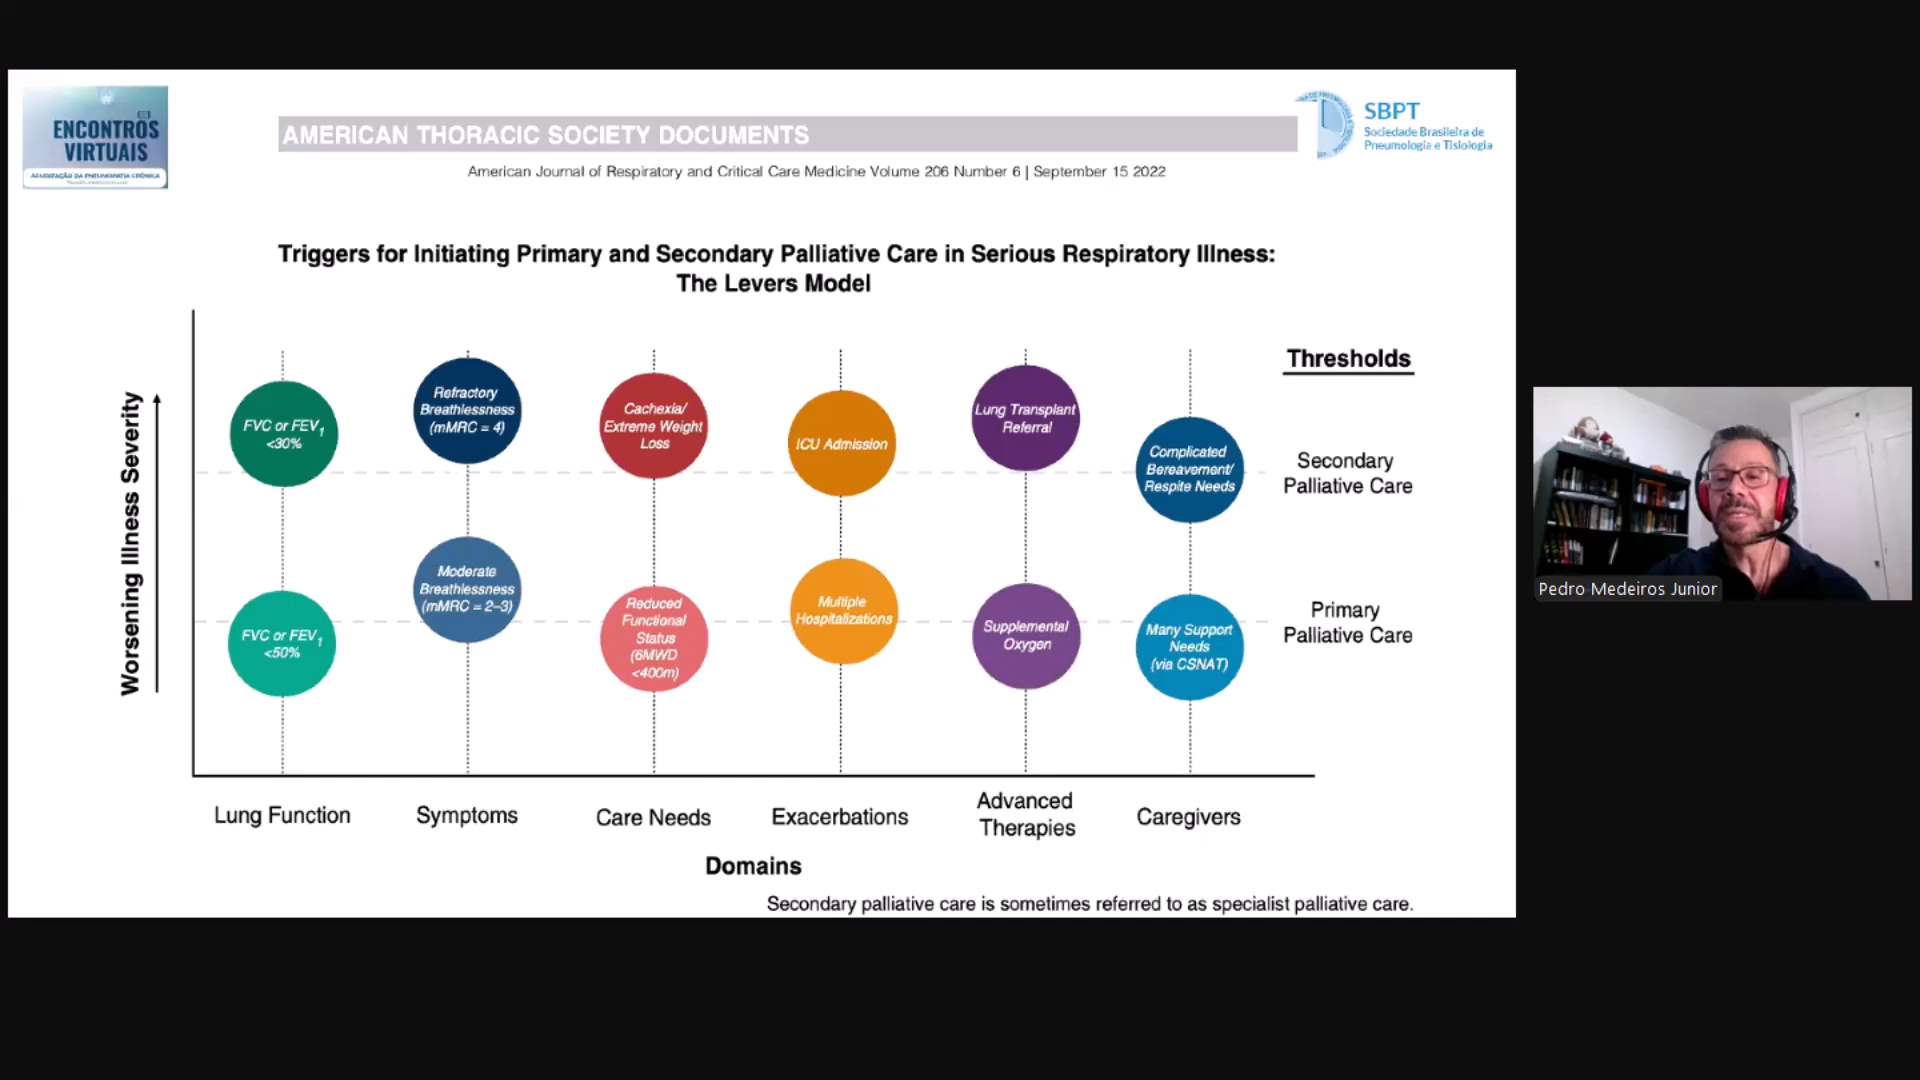 ENCONTROS
VIRTUAIS
AGUDIZAÇÃO DA PNEUMOPATIA CRÔNICA
AMERICAN THORACIC SOCIETY DOCUMENTS
SBPT
Sociedade Brasileira de
Pneumologia e Tisiologia
American Journal of Respiratory and Critical Care Medicine Volume 206 Number 6 | September 15 2022
Triggers for Initiating Primary and Secondary Palliative Care in Serious Respiratory Illness:
The Levers Model
Worsening Illness Severity
FVC or FEV1
<30%
Refractory
Breathlessness
(mMRC = 4)
Cachexia/
Extreme Weight
Loss
ICU Admission
Lung Transplant
Referral
Complicated
Bereavement/
Respite Needs
Thresholds
Secondary
Palliative Care
FVC or FEV1
<50%
Moderate
Breathlessness
(mMRC = 2–3)
Reduced
Functional
Status
(6MWD
<400m)
Multiple
Hospitalizations
Supplemental
Oxygen
Many Support
Needs
(via CSNAT)
Primary
Palliative Care
Lung Function
Symptoms
Care Needs
Exacerbations
Advanced
Therapies
Caregivers
Domains
Secondary palliative care is sometimes referred to as specialist palliative care.
Pedro Medeiros Junior